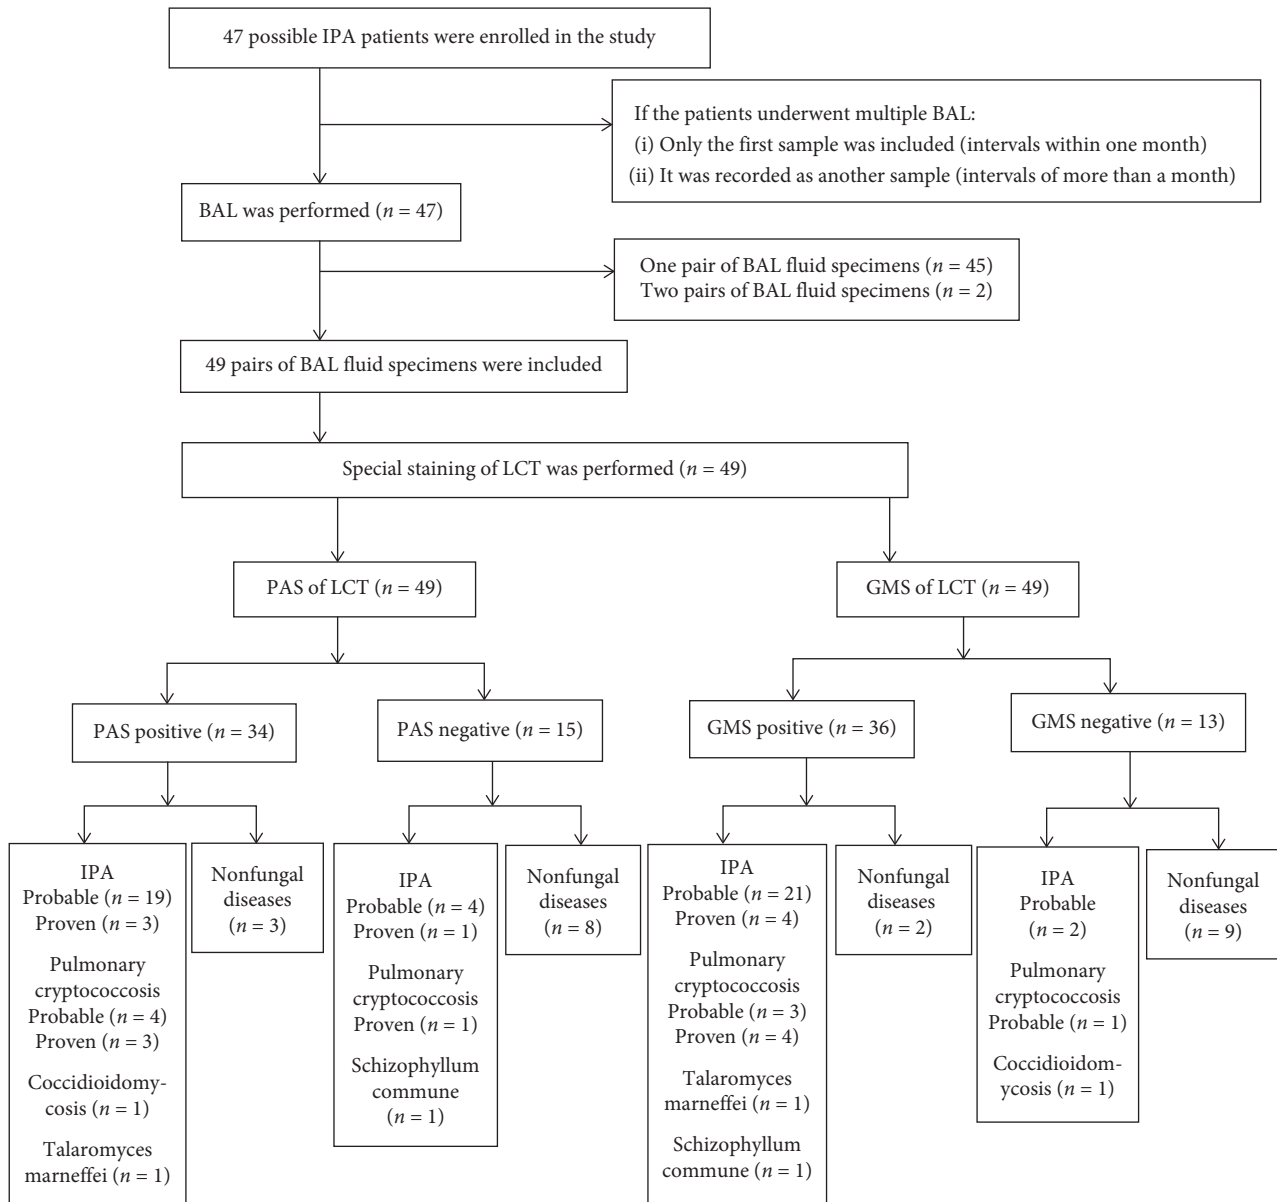 47 possible IPA patients were enrolled in the study
If the patients underwent multiple BAL:
(i) Only the first sample was included (intervals within one month)
(ii) It was recorded as another sample (intervals of more than a month)
BAL was performed (n = 47)
One pair of BAL fluid specimens (n = 45)
Two pairs of BAL fluid specimens (n = 2)
49 pairs of BAL fluid specimens were included
Special staining of LCT was performed (n = 49)
PAS of LCT (n = 49)
GMS of LCT (n = 49)
PAS positive (n = 34)
PAS negative (n = 15)
GMS positive (n = 36)
GMS negative (n = 13)
IPA
Probable (n = 19)
Proven (n = 3)
Pulmonary
cryptococcosis
Probable (n = 4)
Proven (n = 3)
Coccidioidomy-
cosis (n = 1)
Talaromyces
marneffei (n = 1)
Nonfungal
diseases
(n = 3)
IPA
Probable (n = 4)
Proven (n = 1)
Pulmonary
cryptococcosis
Proven (n = 1)
Schizophyllum
commune
(n = 1)
Nonfungal
diseases
(n = 8)
IPA
Probable (n = 21)
Proven (n = 4)
Pulmonary
cryptococcosis
Probable (n = 3)
Proven (n = 4)
Talaromyces
marneffei (n = 1)
Schizophyllum
commune (n = 1)
Nonfungal
diseases
(n = 2)
IPA
Probable
(n = 2)
Pulmonary
cryptococcosis
Probable (n = 1)
Coccidioidom-
ycosis (n = 1)
Nonfungal
diseases
(n = 9)